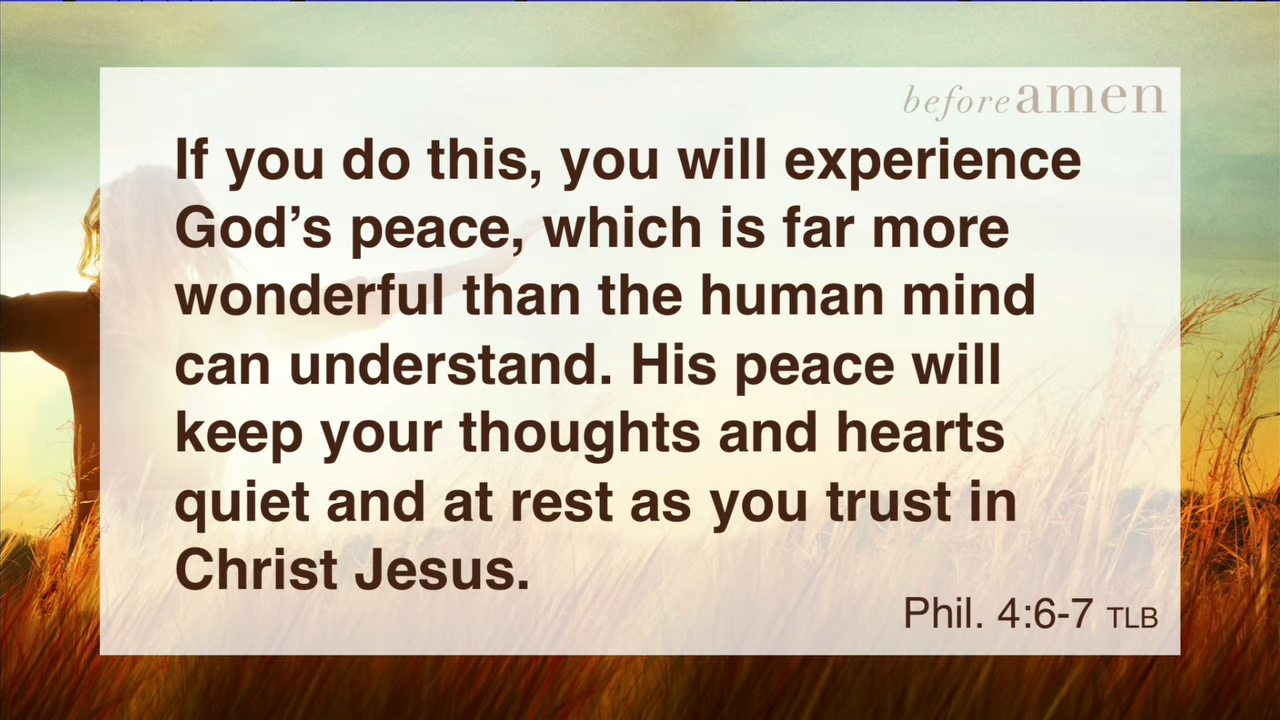 before amen
If you do this, you will experience
God’s peace, which is far more
wonderful than the human mind
can understand. His peace will
keep your thoughts and hearts
quiet and at rest as you trust in
Christ Jesus.
Phil. 4:6-7 TLB